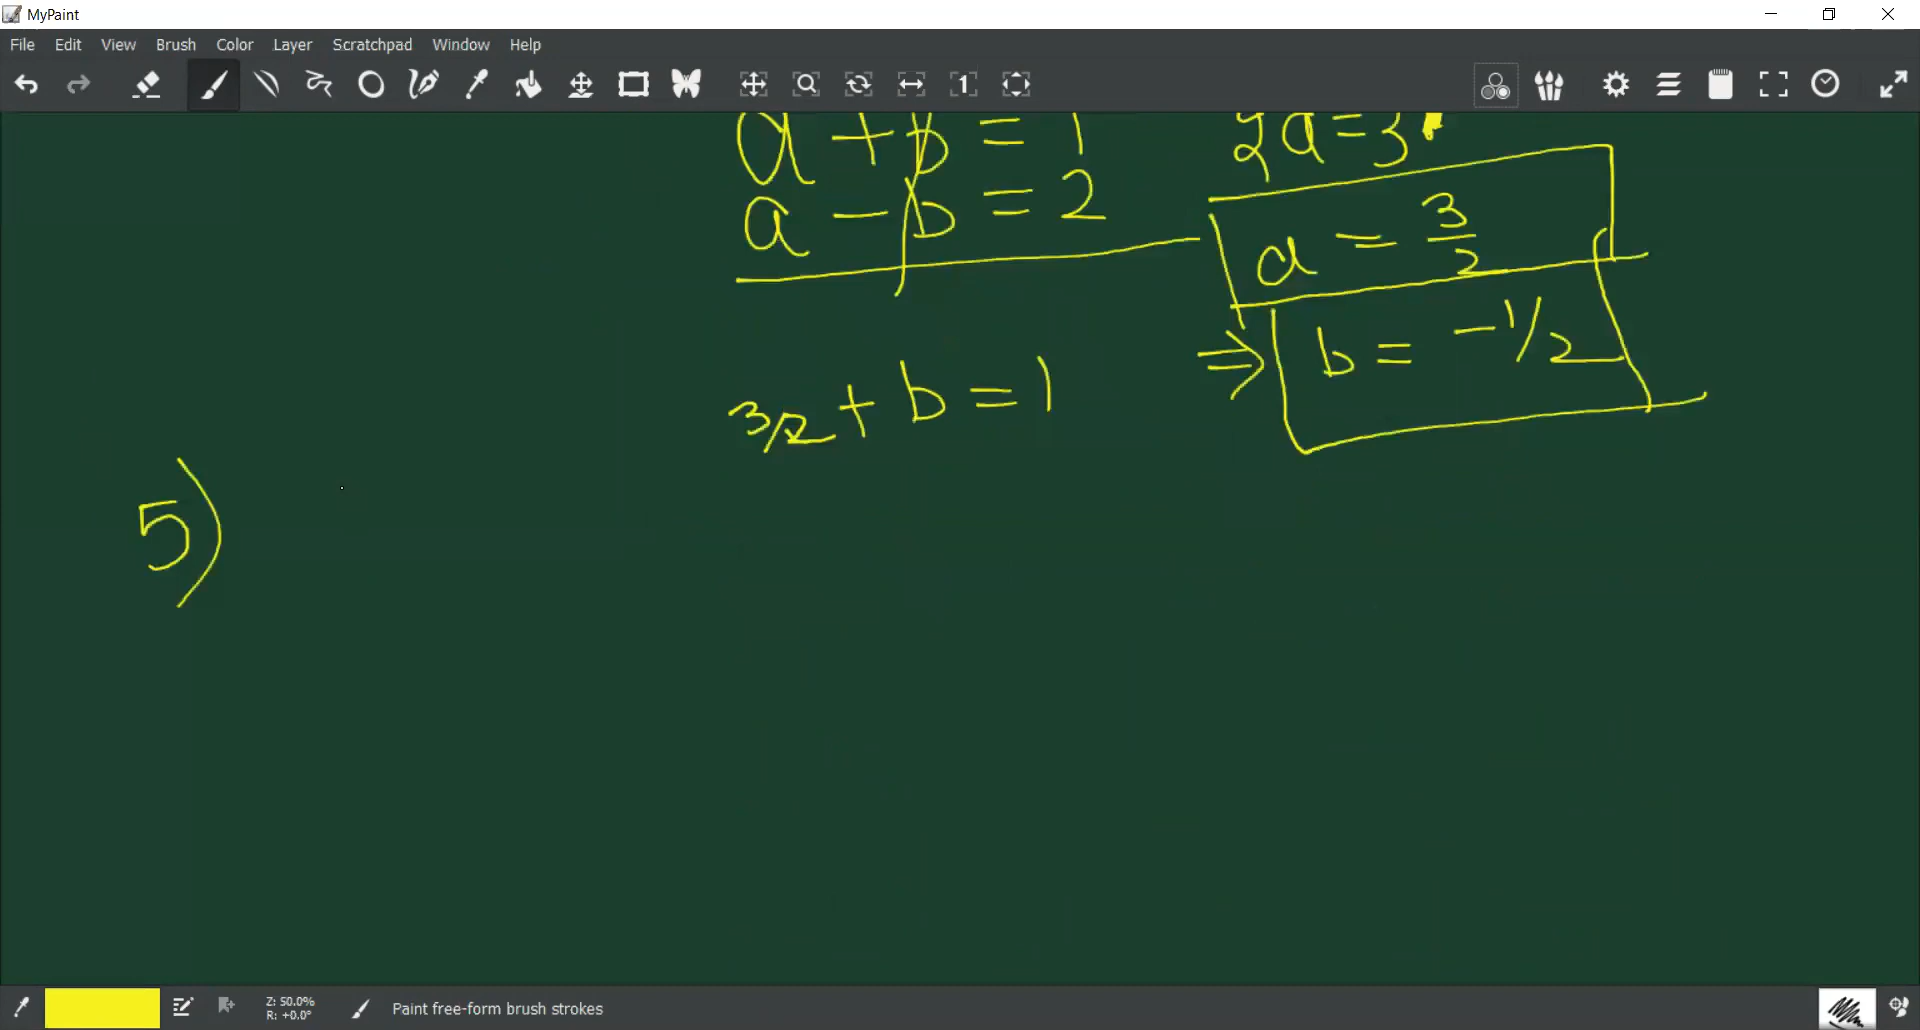 MyPaint
File Edit View Brush Color Layer Scratchpad Window Help
a + b = 1
a - b = 2
2a = 3
a = 3/2
⇒ b = -1/2
3/2 + b = 1
5)
Z: 50.0%
R: +0.0°
Paint free-form brush strokes